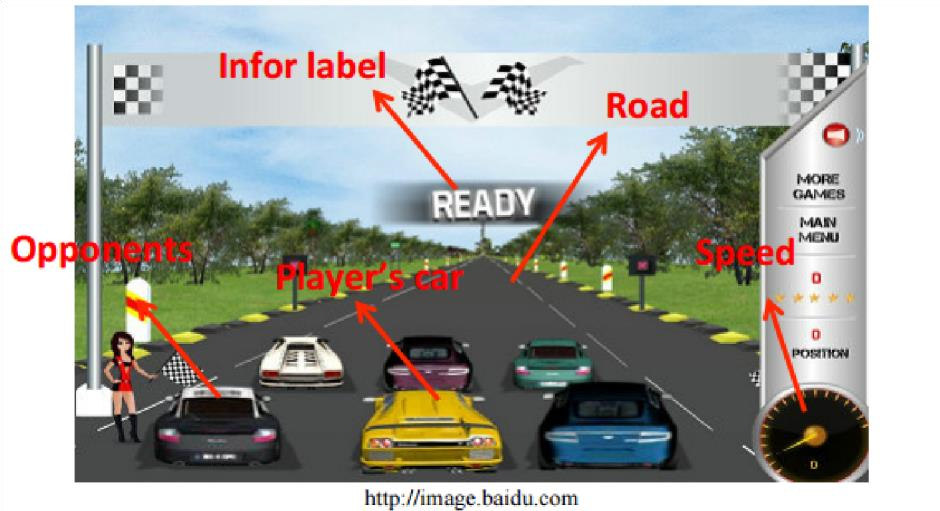 Infor label
Road
READY
MORE
GAMES
MAIN
MENU
Opponents
Player's car
Speed
0
0
POSITION
0
http://image.baidu.com